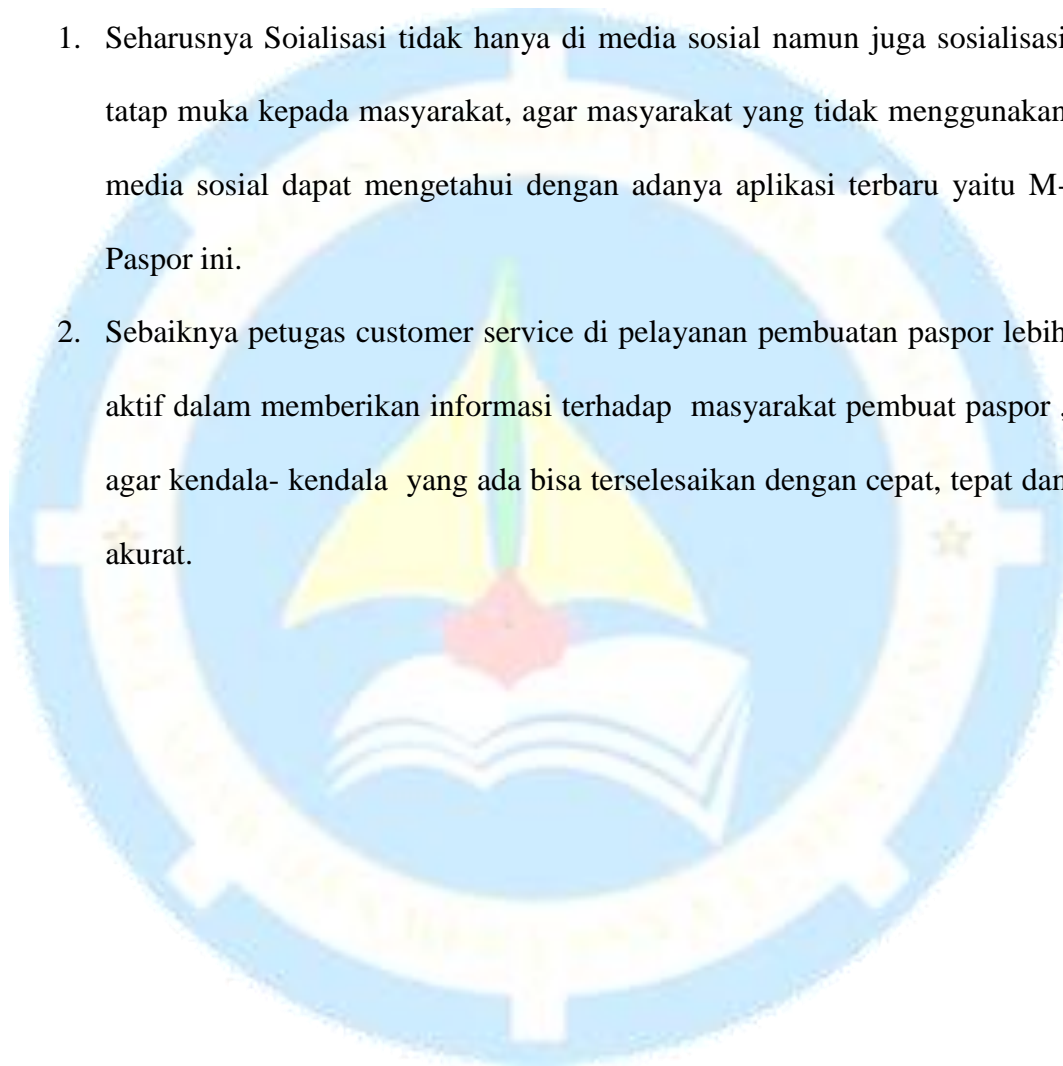 1. Seharusnya Soialisasi tidak hanya di media sosial namun juga sosialisasi
tatap muka kepada masyarakat, agar masyarakat yang tidak menggunakan
media sosial dapat mengetahui dengan adanya aplikasi terbaru yaitu M-
Paspor ini.
2. Sebaiknya petugas customer service di pelayanan pembuatan paspor lebih
aktif dalam memberikan informasi terhadap masyarakat pembuat paspor ,
agar kendala- kendala yang ada bisa terselesaikan dengan cepat, tepat dan
akurat.